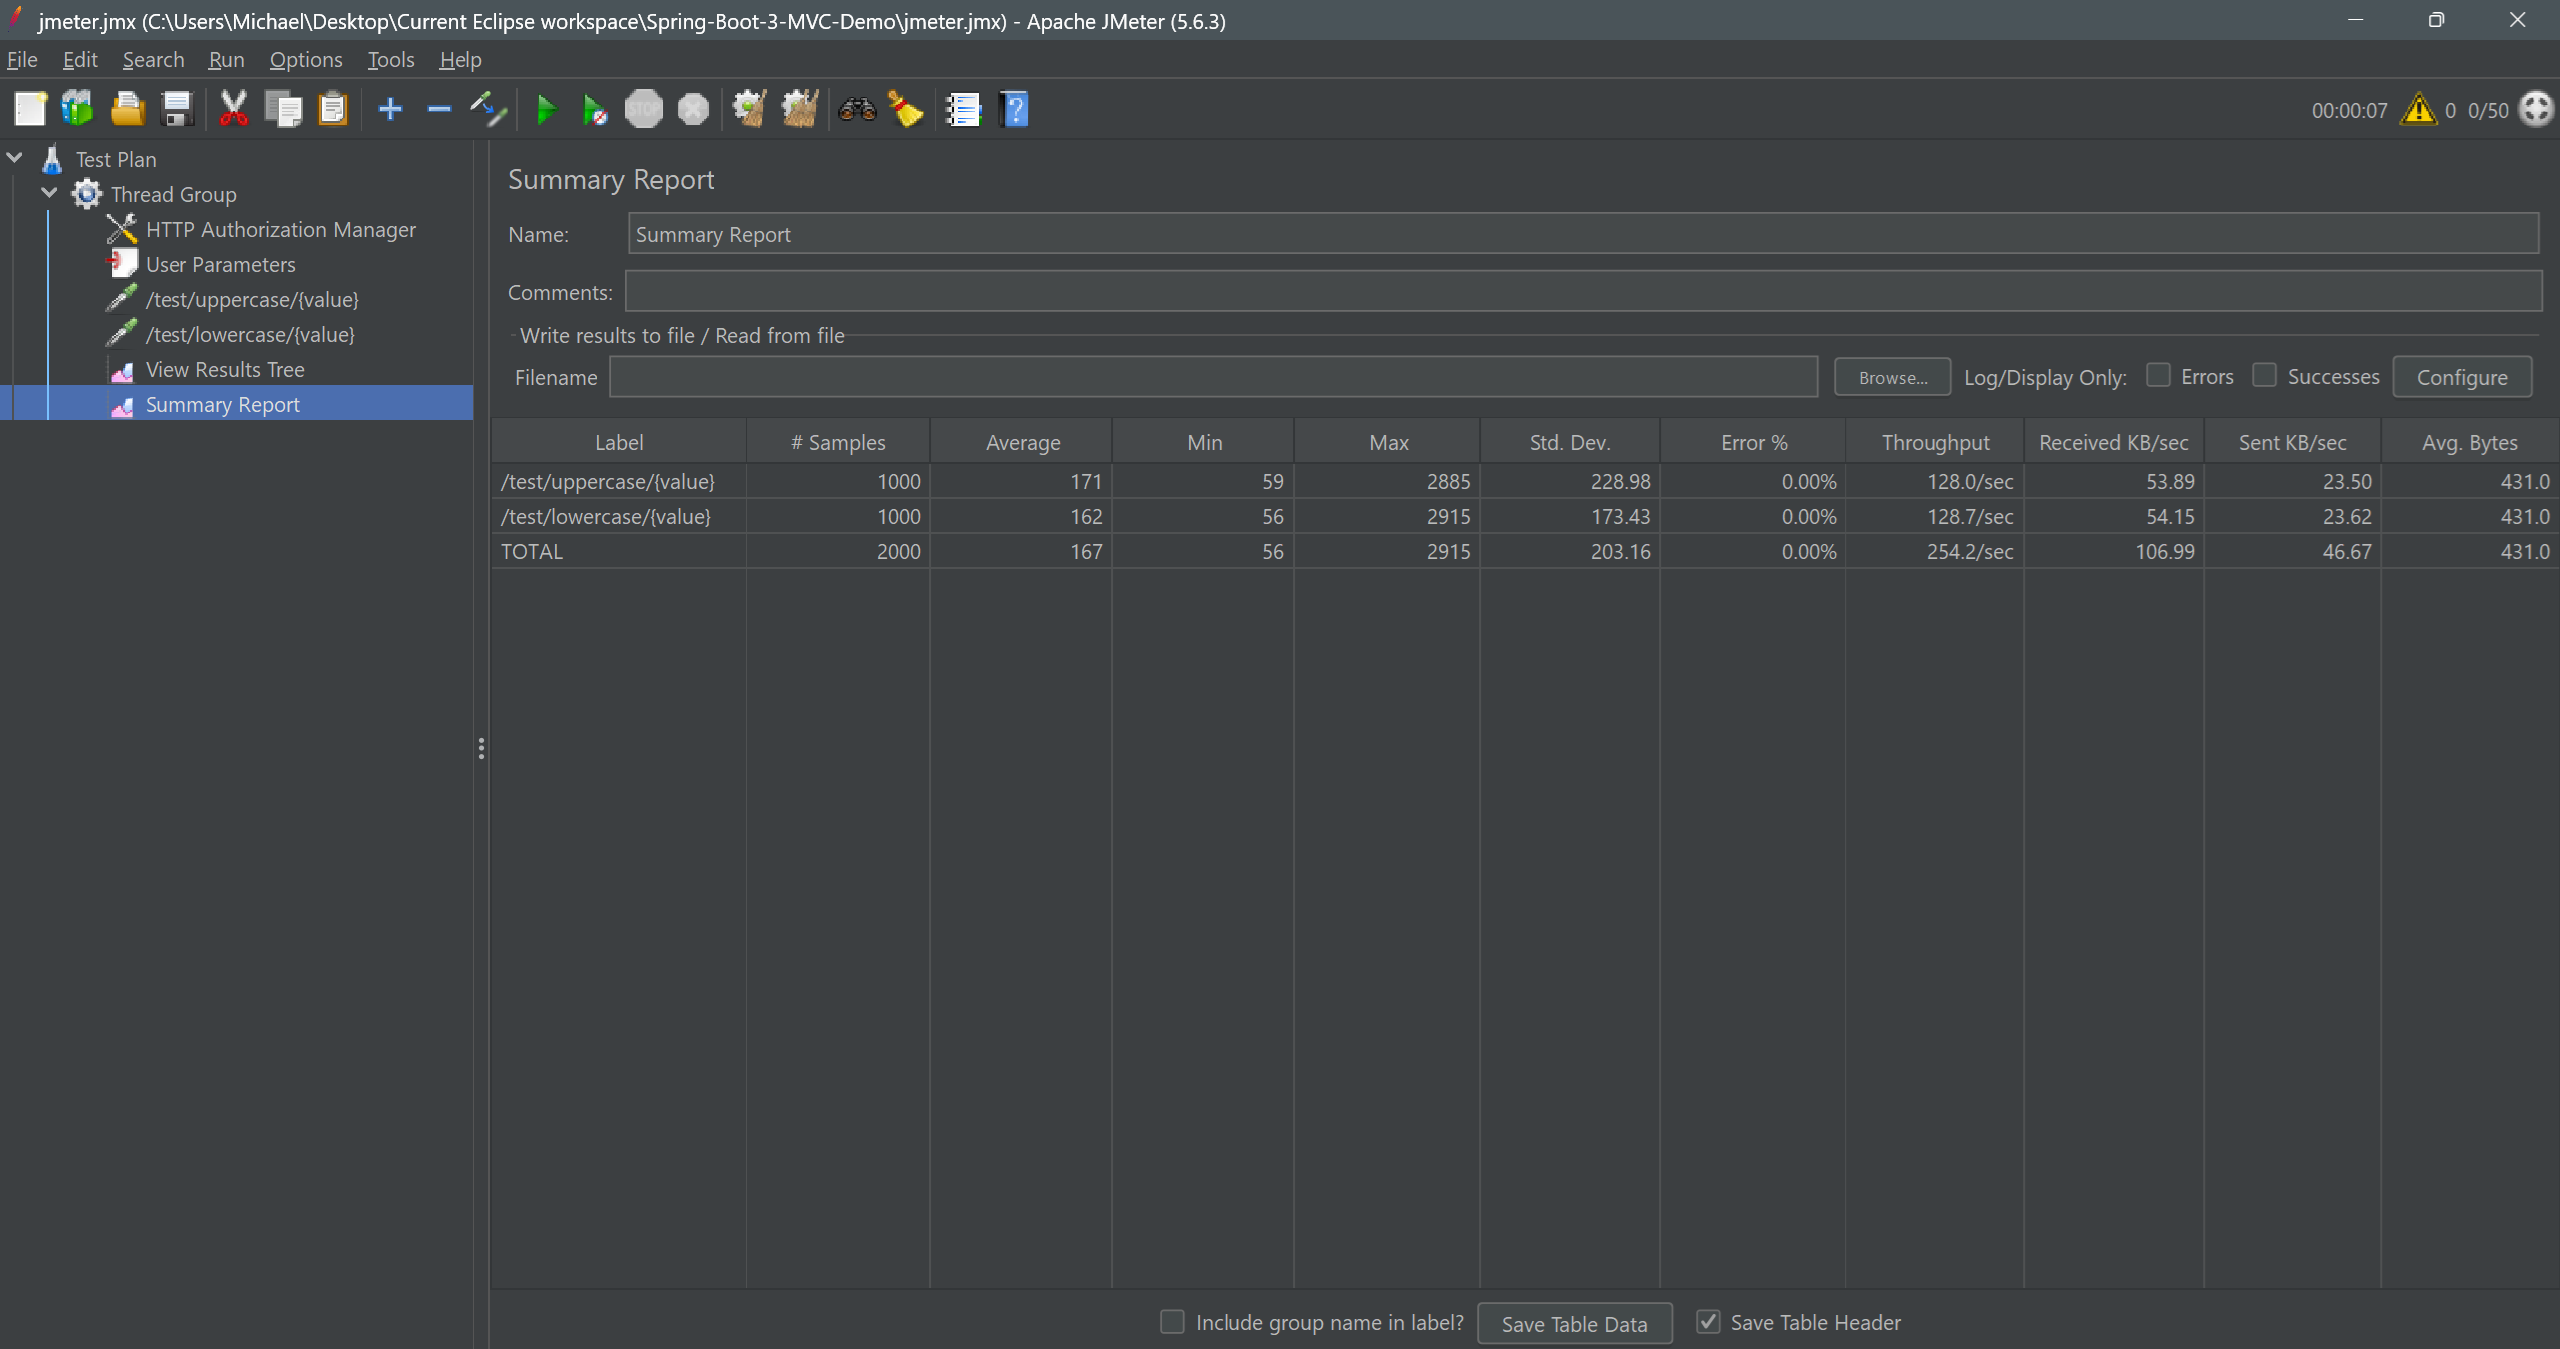 jmeter.jmx (C:\Users\Michael\Desktop\Current Eclipse workspace\Spring-Boot-3-MVC-Demo\jmeter.jmx) - Apache JMeter (5.6.3)
File Edit Search Run Options Tools Help
STOP ? 00:00:07 0 0/50
Test Plan
Thread Group
HTTP Authorization Manager
User Parameters
/test/uppercase/{value}
/test/lowercase/{value}
View Results Tree
Summary Report
Summary Report
Name: Summary Report
Comments:
Write results to file / Read from file
Filename Browse... Log/Display Only: Errors Successes Configure
Label # Samples Average Min Max Std. Dev. Error % Throughput Received KB/sec Sent KB/sec Avg. Bytes
/test/uppercase/{value} 1000 171 59 2885 228.98 0.00% 128.0/sec 53.89 23.50 431.0
/test/lowercase/{value} 1000 162 56 2915 173.43 0.00% 128.7/sec 54.15 23.62 431.0
TOTAL 2000 167 56 2915 203.16 0.00% 254.2/sec 106.99 46.67 431.0
Include group name in label? Save Table Data Save Table Header